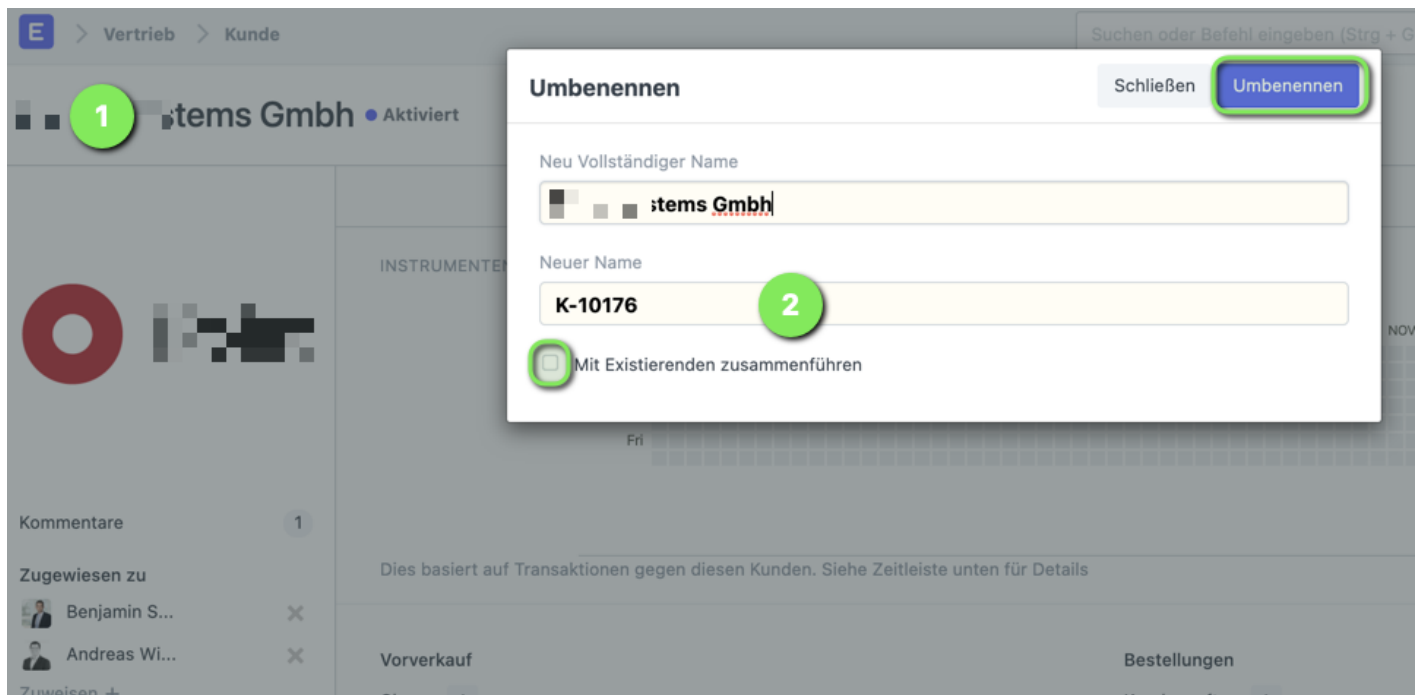 E > Vertrieb > Kunde
Suchen oder Befehl eingeben (Strg + G
1
stems Gmbh • Aktiviert
Umbenennen
Schließen
Umbenennen
Neu Vollständiger Name
stems Gmbh
INSTRUMENTEN
Neuer Name
K-10176
2
NOV
Mit Existierenden zusammenführen
Fri
Kommentare 1
Dies basiert auf Transaktionen gegen diesen Kunden. Siehe Zeitleiste unten für Details
Zugewiesen zu
Benjamin S...
Andreas Wi...
Zuweisen +
Vorverkauf
Bestellungen